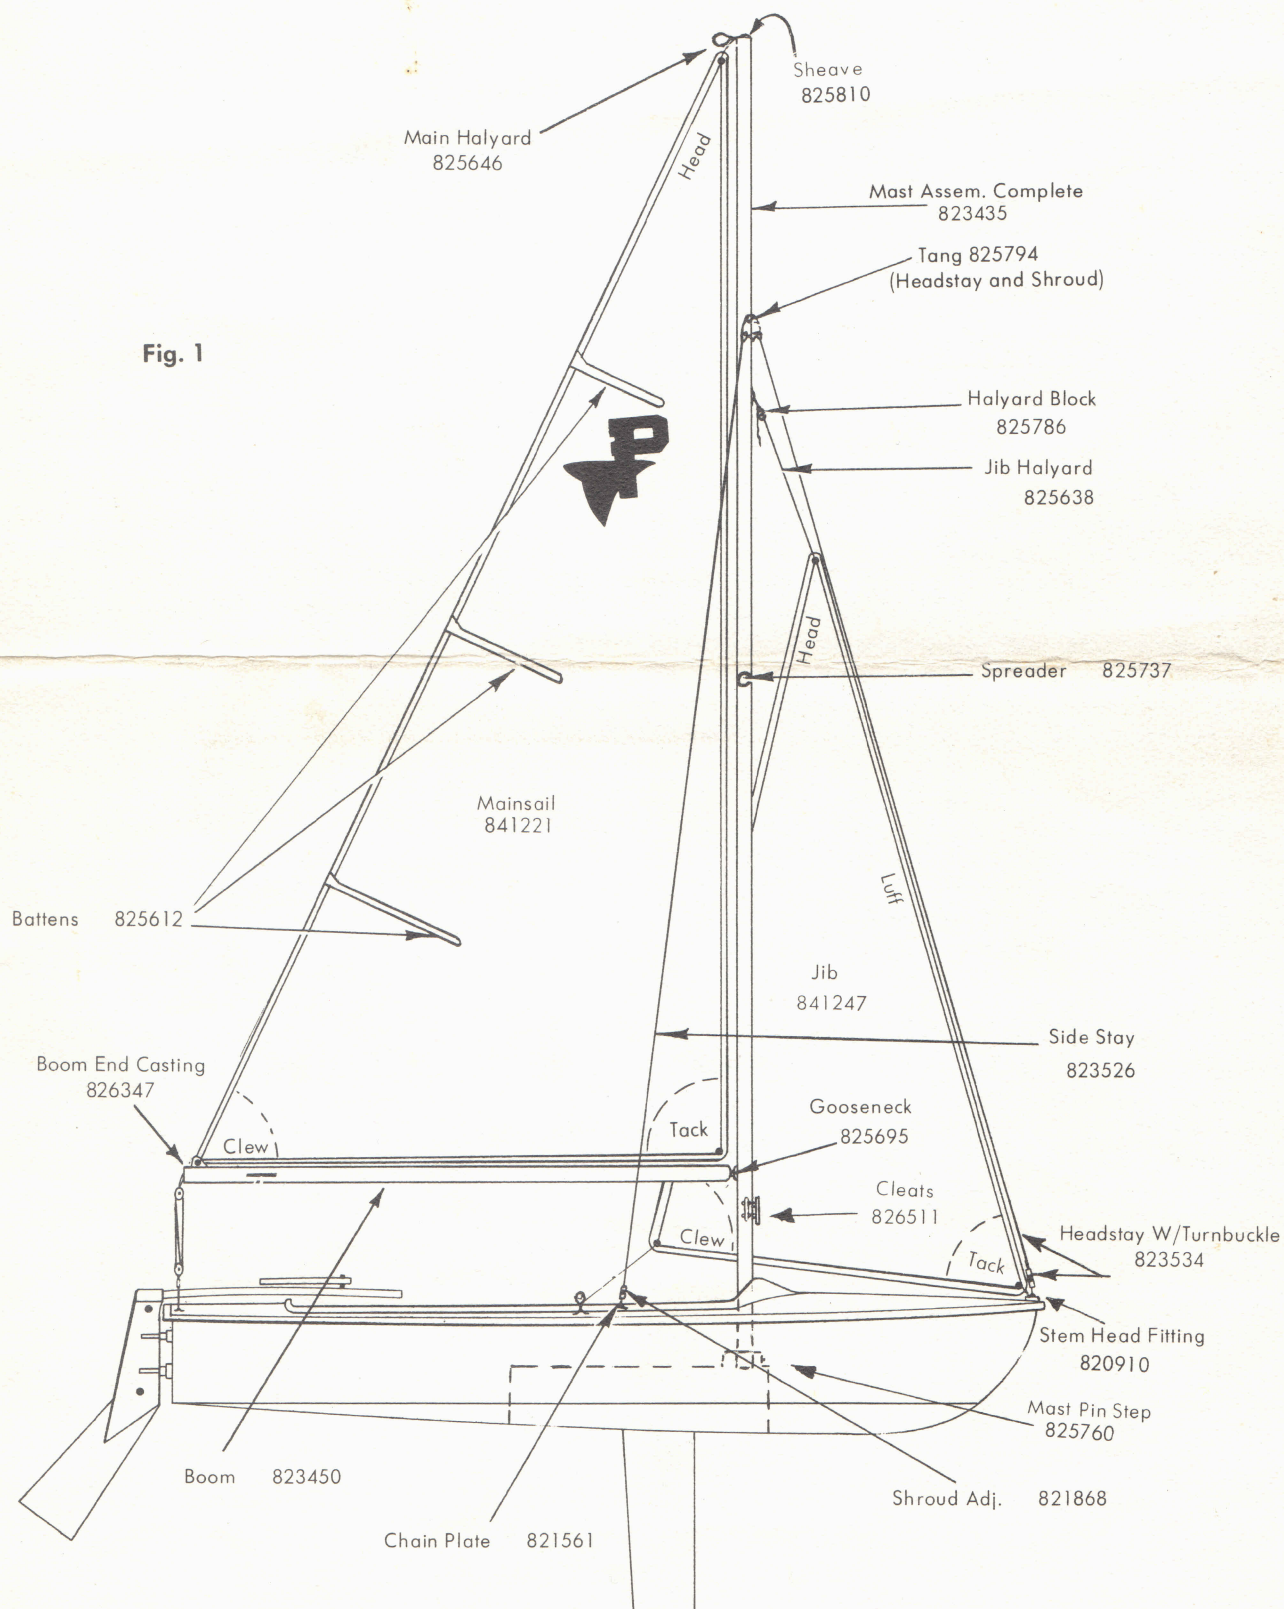 Sheave
825810
Main Halyard
825646
Head
Mast Assem. Complete
823435
Tang 825794
(Headstay and Shroud)
Fig. 1
Halyard Block
825786
Jib Halyard
825638
Head
Spreader 825737
Mainsail
841221
Luff
Battens 825612
Jib
841247
Side Stay
823526
Boom End Casting
826347
Gooseneck
825695
Tack
Clew
Cleats
826511
Clew
Tack
Headstay W/Turnbuckle
823534
Stem Head Fitting
820910
Mast Pin Step
825760
Boom 823450
Shroud Adj. 821868
Chain Plate 821561